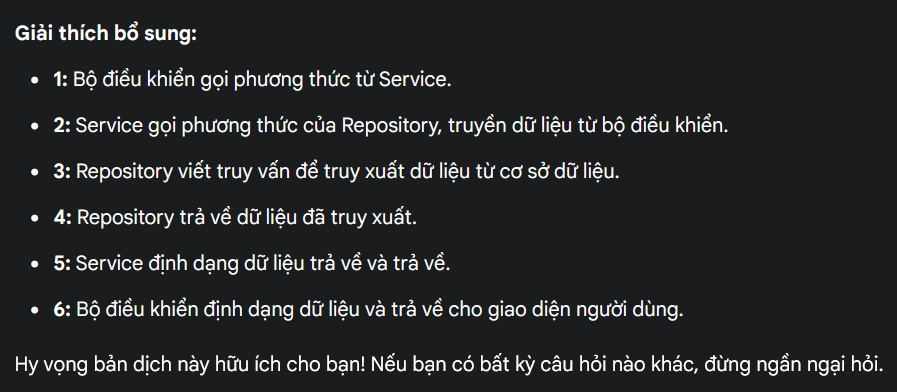 Giải thích bổ sung:
• 1: Bộ điều khiển gọi phương thức từ Service.
• 2: Service gọi phương thức của Repository, truyền dữ liệu từ bộ điều khiển.
• 3: Repository viết truy vấn để truy xuất dữ liệu từ cơ sở dữ liệu.
• 4: Repository trả về dữ liệu đã truy xuất.
• 5: Service định dạng dữ liệu trả về và trả về.
• 6: Bộ điều khiển định dạng dữ liệu và trả về cho giao diện người dùng.
Hy vọng bản dịch này hữu ích cho bạn! Nếu bạn có bất kỳ câu hỏi nào khác, đừng ngần ngại hỏi.